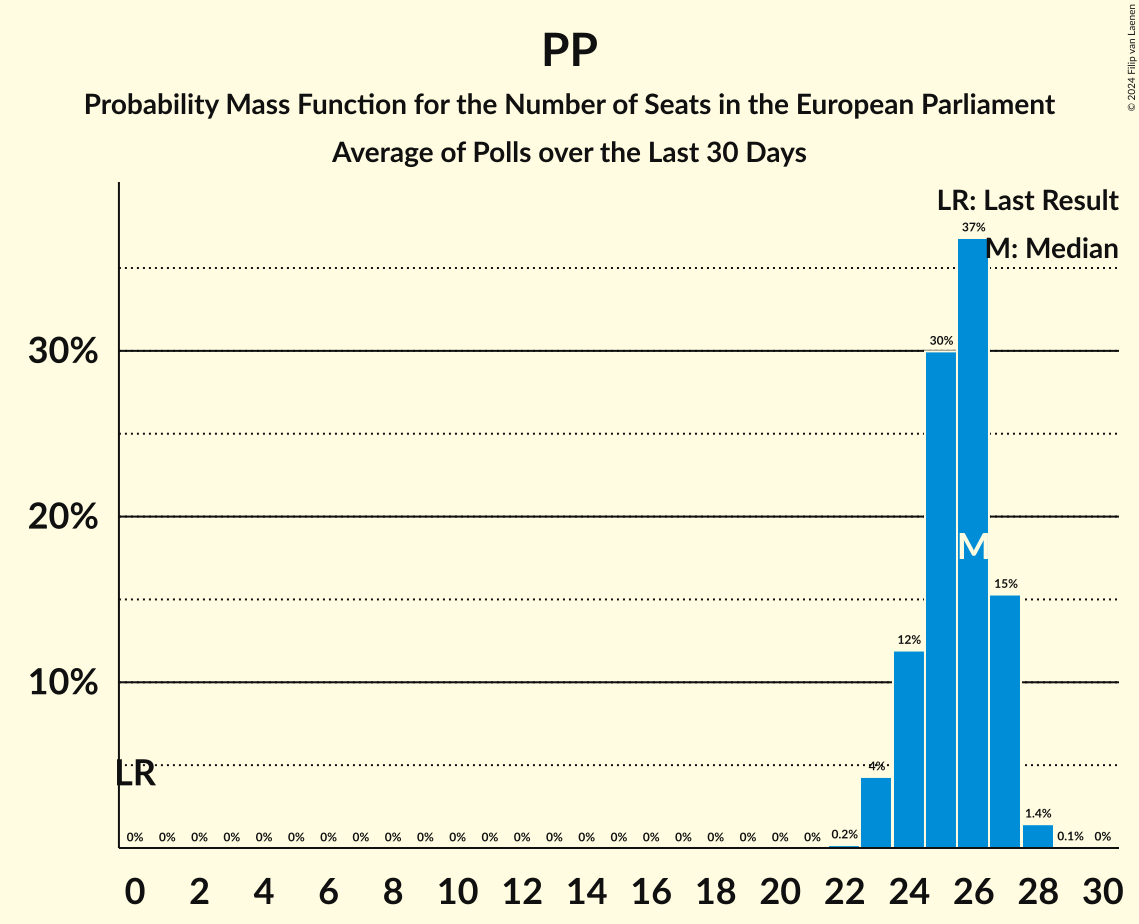 PP
Probability Mass Function for the Number of Seats in the European Parliament
Average of Polls over the Last 30 Days
© 2024 Filip van Laenen
LR: Last Result
M: Median
37%
30%
30%
20%
M
15%
12%
10%
LR
4%
1.4%
0% 0% 0% 0% 0% 0% 0% 0% 0% 0% 0% 0% 0% 0% 0% 0% 0% 0% 0% 0% 0% 0% 0.2% 0.1% 0%
0 2 4 6 8 10 12 14 16 18 20 22 24 26 28 30